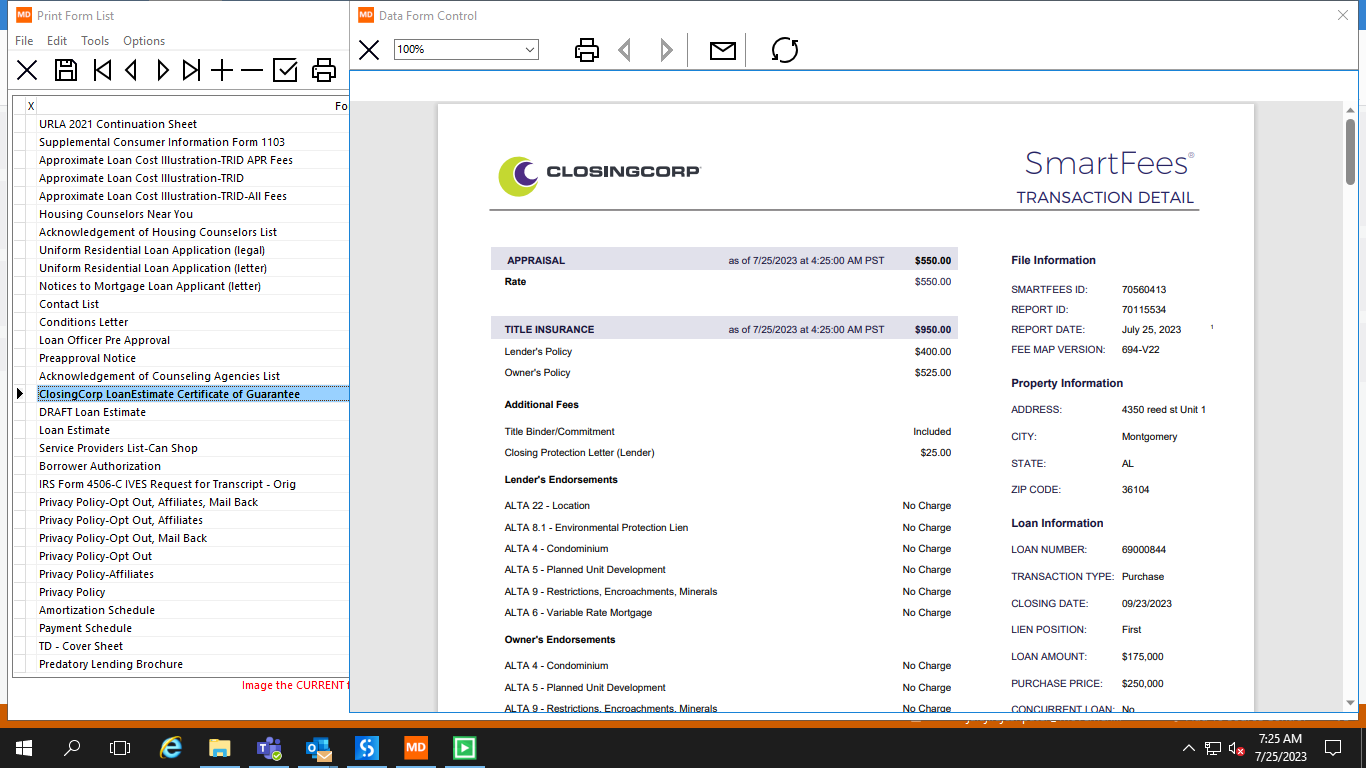 Print Form List
File Edit Tools Options
X Fo
URLA 2021 Continuation Sheet
Supplemental Consumer Information Form 1103
Approximate Loan Cost Illustration-TRID APR Fees
Approximate Loan Cost Illustration-TRID
Approximate Loan Cost Illustration-TRID-All Fees
Housing Counselors Near You
Acknowledgement of Housing Counselors List
Uniform Residential Loan Application (legal)
Uniform Residential Loan Application (letter)
Notices to Mortgage Loan Applicant (letter)
Contact List
Conditions Letter
Loan Officer Pre Approval
Preapproval Notice
Acknowledgement of Counseling Agencies List
ClosingCorp LoanEstimate Certificate of Guarantee
DRAFT Loan Estimate
Loan Estimate
Service Providers List-Can Shop
Borrower Authorization
IRS Form 4506-C IVES Request for Transcript - Orig
Privacy Policy-Opt Out, Affiliates, Mail Back
Privacy Policy-Opt Out, Affiliates
Privacy Policy-Opt Out, Mail Back
Privacy Policy-Opt Out
Privacy Policy-Affiliates
Privacy Policy
Amortization Schedule
Payment Schedule
TD - Cover Sheet
Predatory Lending Brochure
Image the CURRENT f
MD Data Form Control
100%
CLOSINGCORP
SmartFees®
TRANSACTION DETAIL
APPRAISAL as of 7/25/2023 at 4:25:00 AM PST $550.00
Rate $550.00
TITLE INSURANCE as of 7/25/2023 at 4:25:00 AM PST $950.00
Lender's Policy $400.00
Owner's Policy $525.00
Additional Fees
Title Binder/Commitment Included
Closing Protection Letter (Lender) $25.00
Lender's Endorsements
ALTA 22 - Location No Charge
ALTA 8.1 - Environmental Protection Lien No Charge
ALTA 4 - Condominium No Charge
ALTA 5 - Planned Unit Development No Charge
ALTA 9 - Restrictions, Encroachments, Minerals No Charge
ALTA 6 - Variable Rate Mortgage No Charge
Owner's Endorsements
ALTA 4 - Condominium No Charge
ALTA 5 - Planned Unit Development No Charge
ALTA 9 - Restrictions, Encroachments, Minerals No Charge
File Information
SMARTFEES ID: 70560413
REPORT ID: 70115534
REPORT DATE: July 25, 2023 1
FEE MAP VERSION: 694-V22
Property Information
ADDRESS: 4350 reed st Unit 1
CITY: Montgomery
STATE: AL
ZIP CODE: 36104
Loan Information
LOAN NUMBER: 69000844
TRANSACTION TYPE: Purchase
CLOSING DATE: 09/23/2023
LIEN POSITION: First
LOAN AMOUNT: $175,000
PURCHASE PRICE: $250,000
CONCURRENT LOAN: No
MD
7:25 AM
7/25/2023